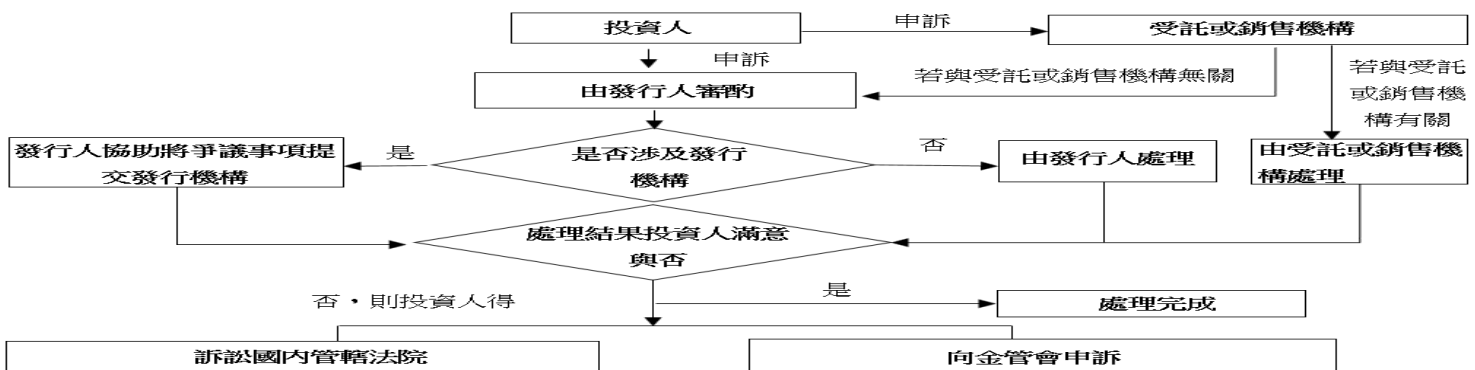 投資人
申訴
受託或銷售機構
申訴
由發行人審酌
若與受託或銷售機構無關
若與受託
或銷售機
構有關
發行人協助將爭議事項提
交發行機構
是
是否涉及發行
機構
否
由發行人處理
由受託或銷售機
構處理
處理結果投資人滿意
與否
否，則投資人得
是
處理完成
訴訟國內管轄法院
向金管會申訴